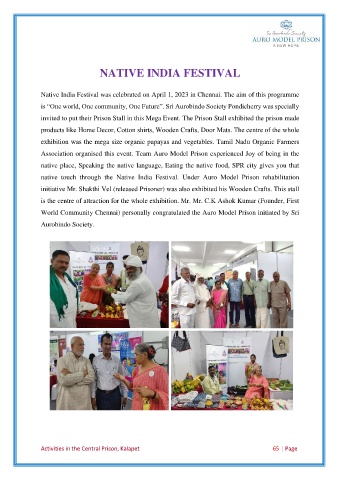 Sri Aurobindo Society
AURO MODEL PRISON
A NEW HOPE
NATIVE INDIA FESTIVAL
Native India Festival was celebrated on April 1, 2023 in Chennai. The aim of this programme
is “One world, One community, One Future”. Sri Aurobindo Society Pondicherry was specially
invited to put their Prison Stall in this Mega Event. The Prison Stall exhibited the prison made
products like Home Decor, Cotton shirts, Wooden Crafts, Door Mats. The centre of the whole
exhibition was the mega size organic papayas and vegetables. Tamil Nadu Organic Farmers
Association organised this event. Team Auro Model Prison experienced Joy of being in the
native place, Speaking the native language, Eating the native food, SPR city gives you that
native touch through the Native India Festival. Under Auro Model Prison rehabilitation
initiative Mr. Shakthi Vel (released Prisoner) was also exhibited his Wooden Crafts. This stall
is the centre of attraction for the whole exhibition. Mr. Mr. C.K Ashok Kumar (Founder, First
World Community Chennai) personally congratulated the Auro Model Prison initiated by Sri
Aurobindo Society.
Activities in the Central Prison, Kalapet 65 | Page